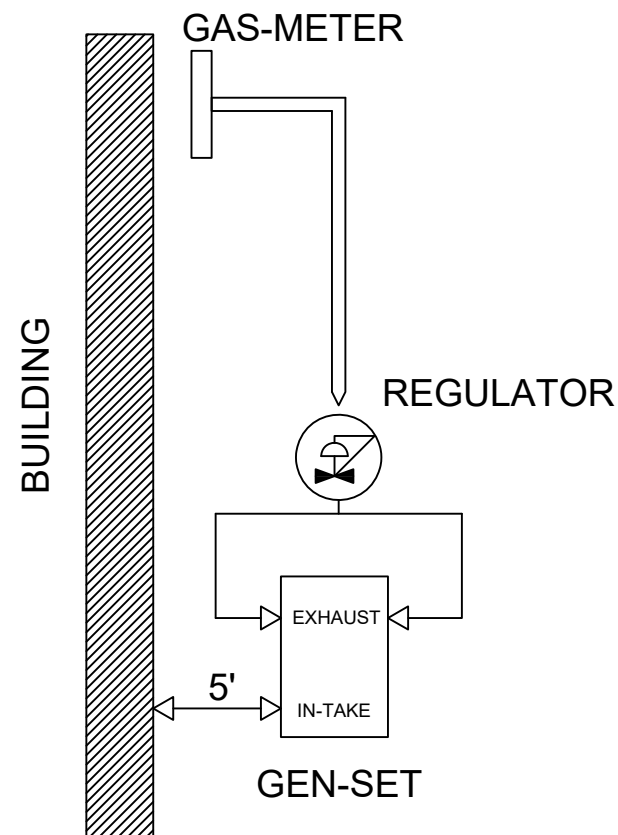 GAS-METER
BUILDING
REGULATOR
EXHAUST
5'
IN-TAKE
GEN-SET